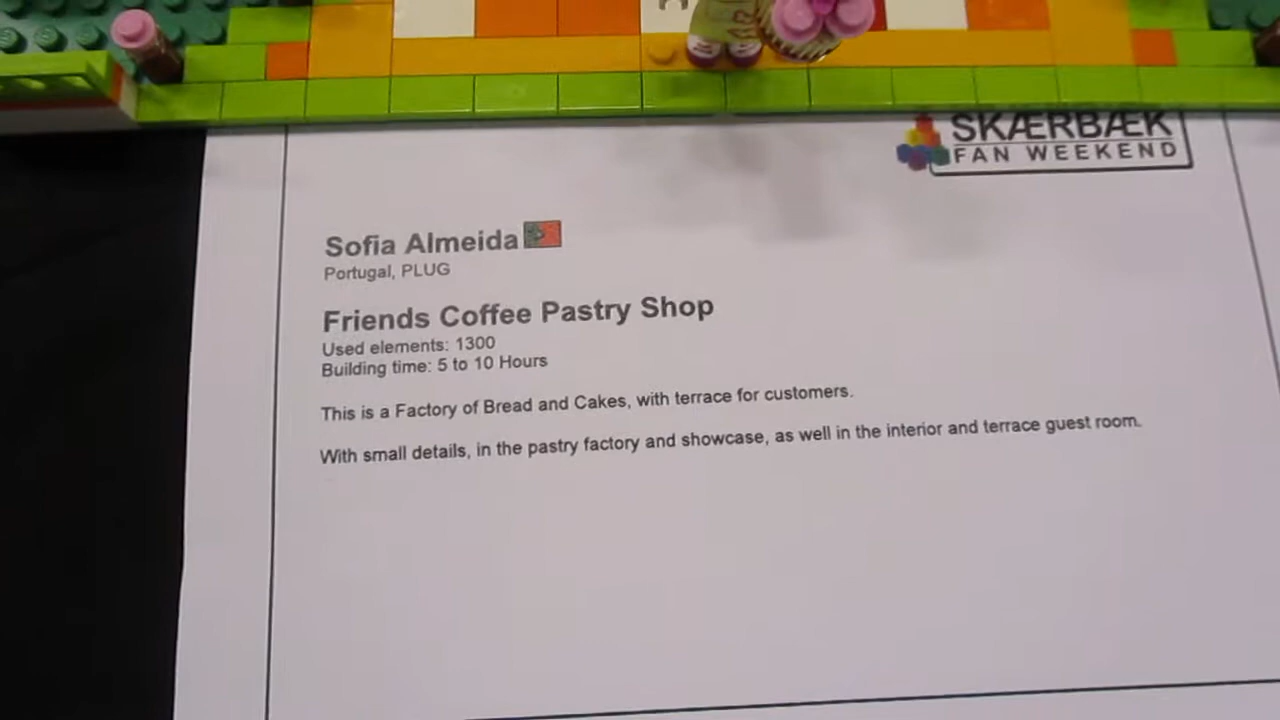 SKÆRBÆK
FAN WEEKEND
Sofia Almeida
Portugal, PLUG
Friends Coffee Pastry Shop
Used elements: 1300
Building time: 5 to 10 Hours
This is a Factory of Bread and Cakes, with terrace for customers.
With small details, in the pastry factory and showcase, as well in the interior and terrace guest room.